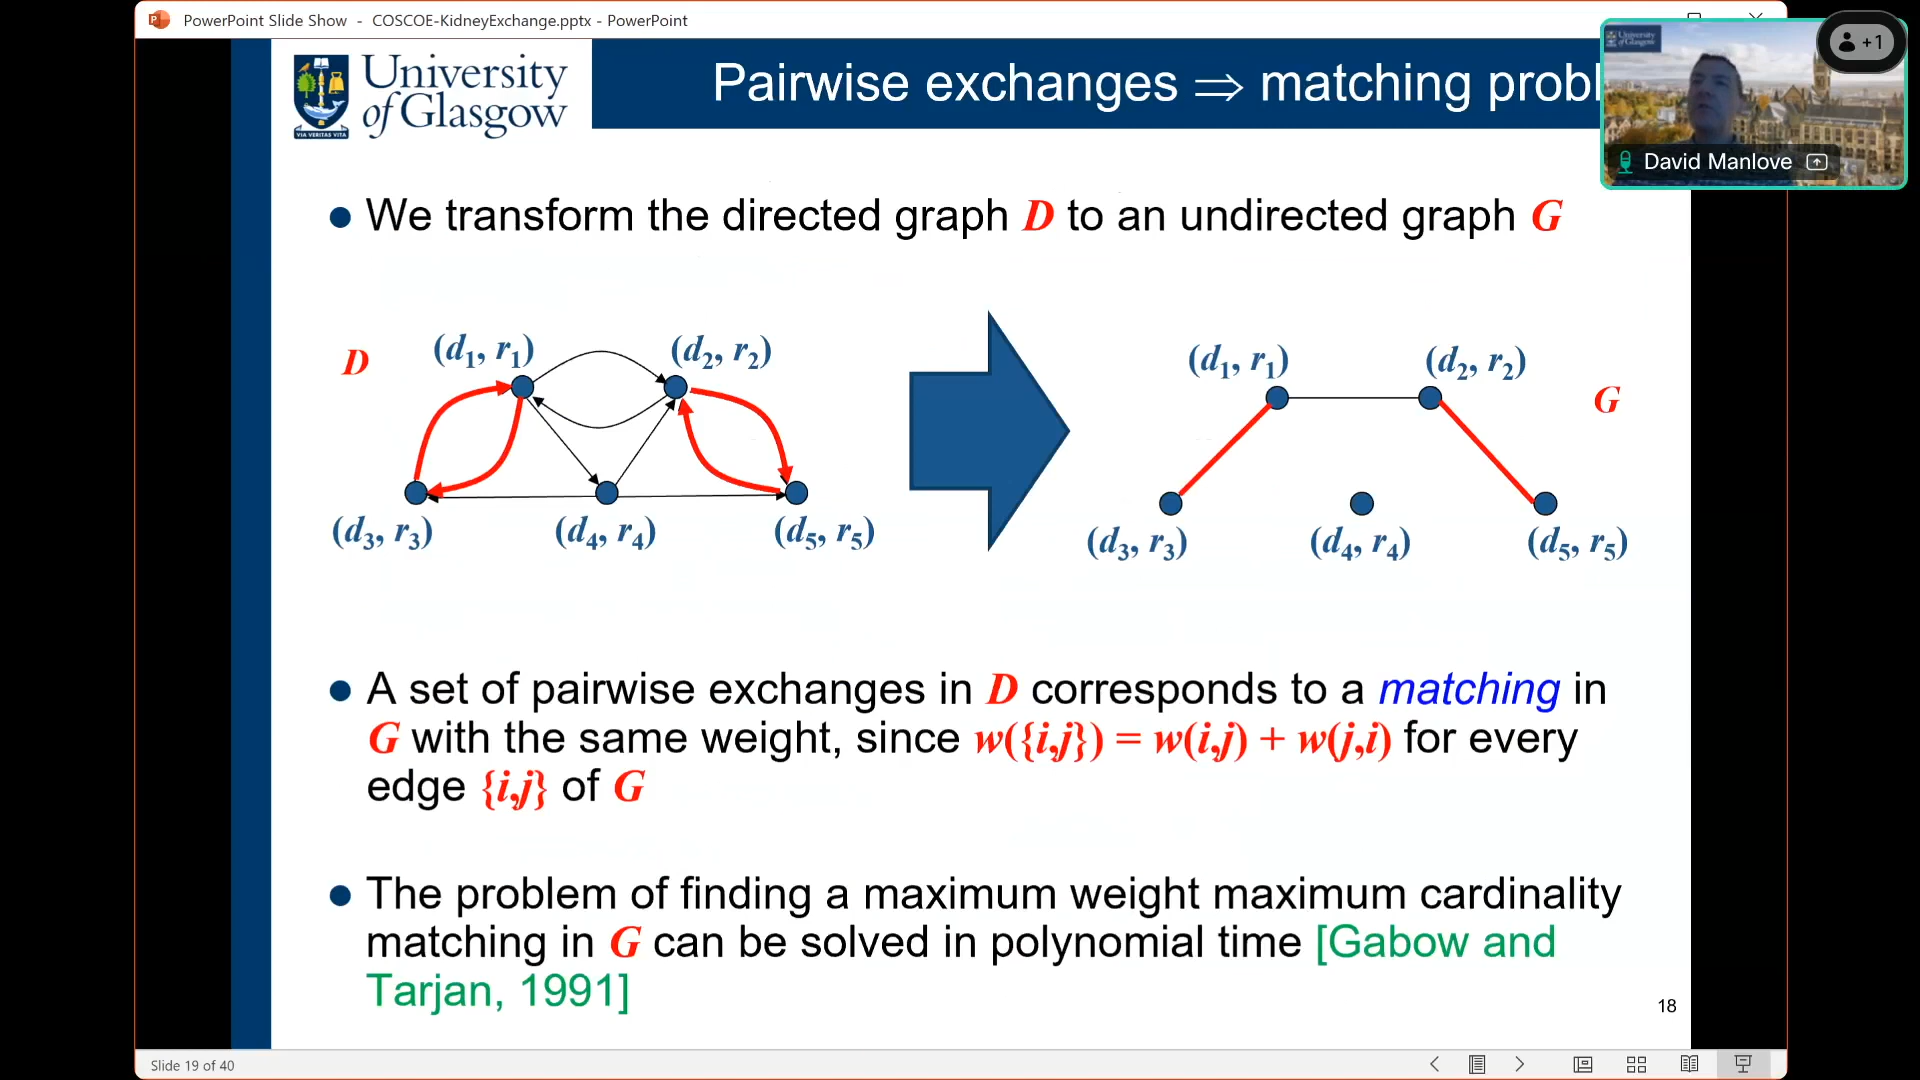 PowerPoint Slide Show - COSCOE-KidneyExchange.pptx - PowerPoint
+1
University
of Glasgow
VIA VERITAS VITA
Pairwise exchanges ⇒ matching probl
University
of Glasgow
David Manlove
● We transform the directed graph D to an undirected graph G
D
(d1, r1)
(d2, r2)
(d3, r3)
(d4, r4)
(d5, r5)
(d1, r1)
(d2, r2)
G
(d3, r3)
(d4, r4)
(d5, r5)
● A set of pairwise exchanges in D corresponds to a matching in
G with the same weight, since w({i,j}) = w(i,j) + w(j,i) for every
edge {i,j} of G
● The problem of finding a maximum weight maximum cardinality
matching in G can be solved in polynomial time [Gabow and
Tarjan, 1991]
18
Slide 19 of 40